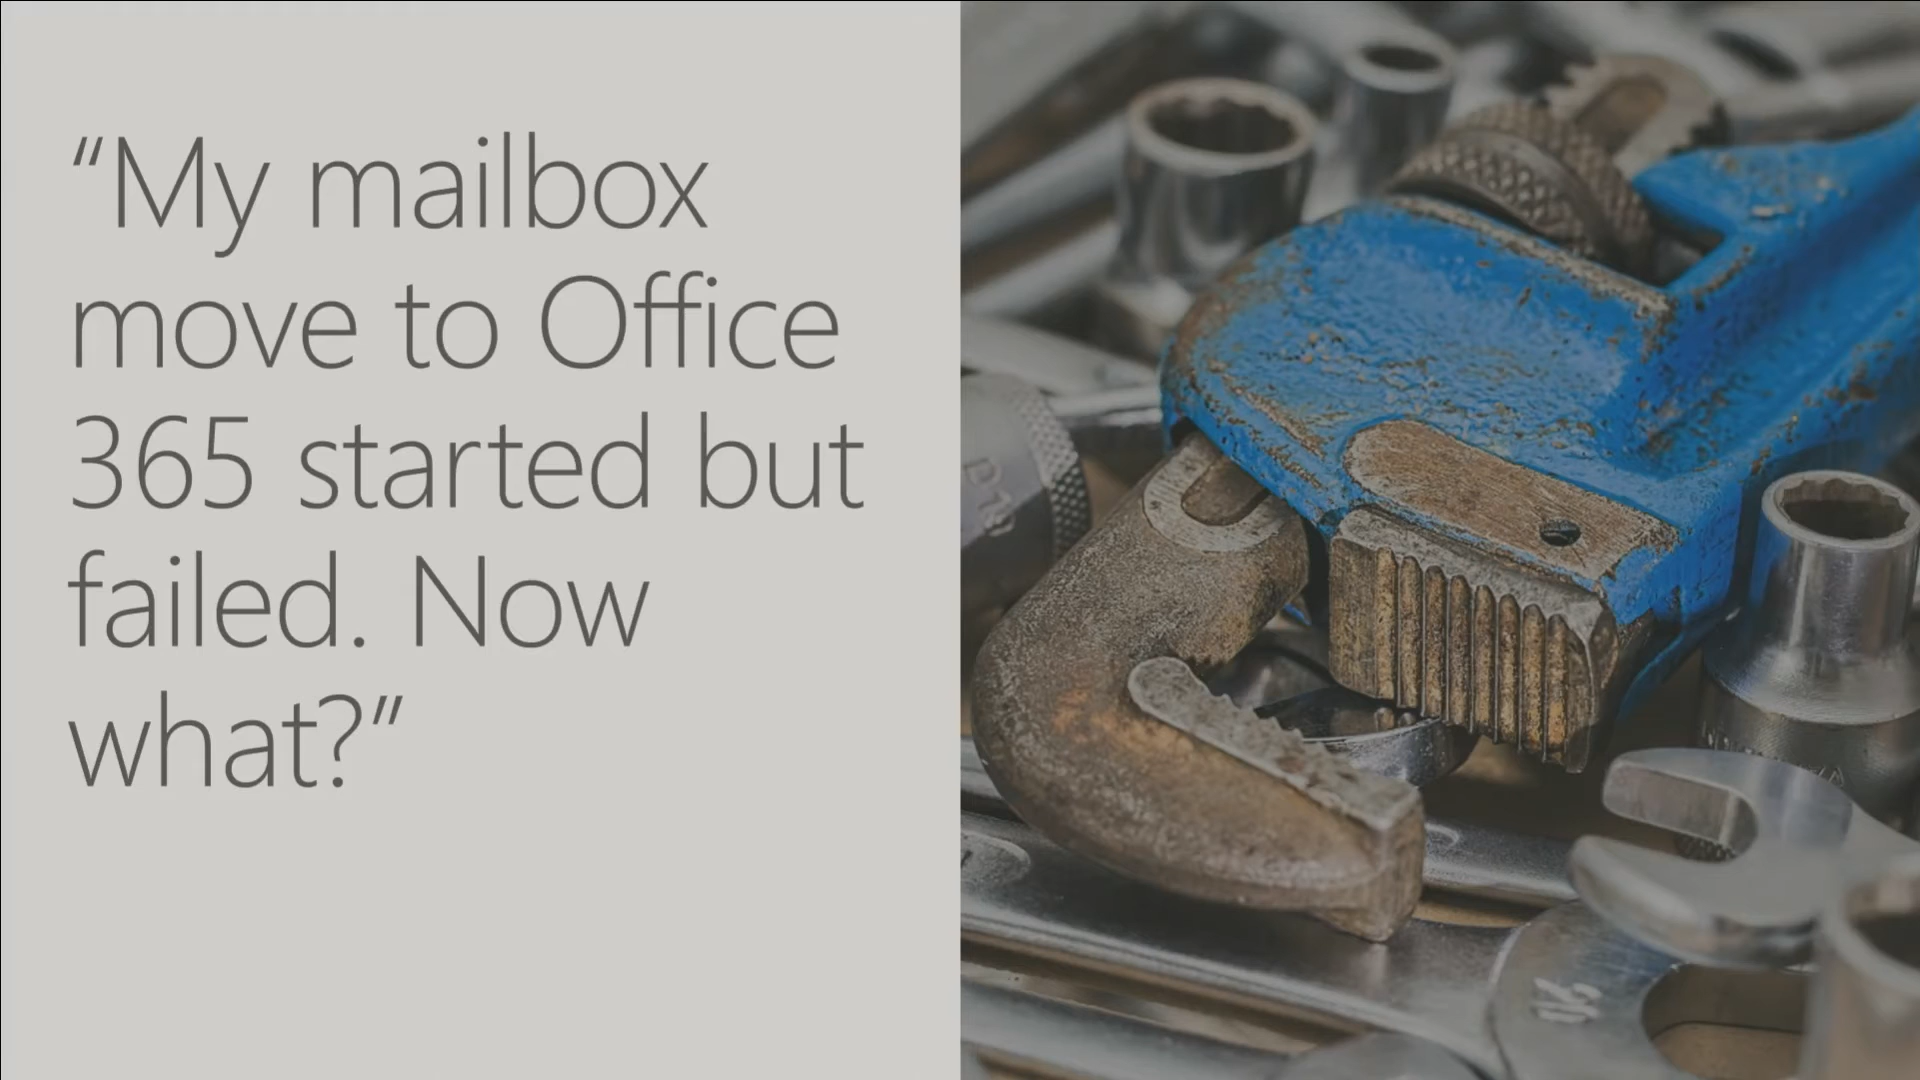 “My mailbox
move to Office
365 started but
failed. Now
what?”